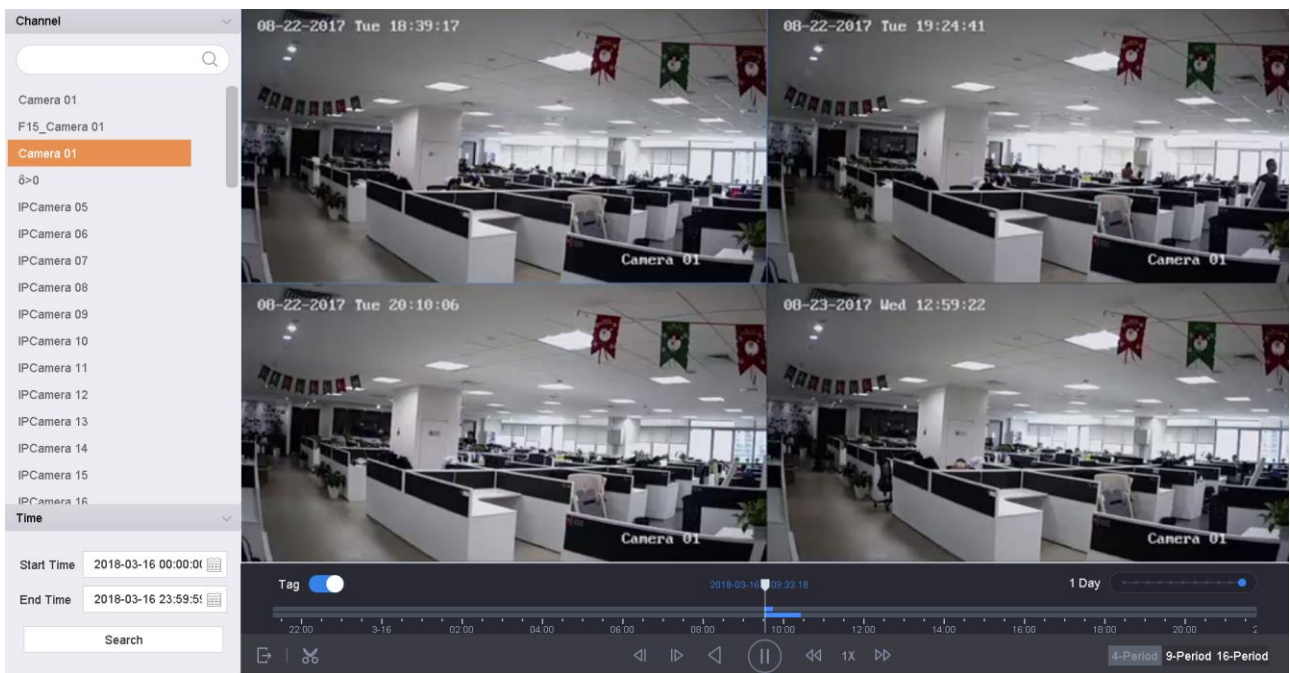 Channel
Camera 01
F15_Camera 01
Camera 01
ô>0
IPCamera 05
IPCamera 06
IPCamera 07
IPCamera 08
IPCamera 09
IPCamera 10
IPCamera 11
IPCamera 12
IPCamera 13
IPCamera 14
IPCamera 15
IPCamera 16
Time
Start Time 2018-03-16 00:00:0
End Time 2018-03-16 23:59:5
Search
08-22-2017 Tue 18:39:17
Camera 01
08-22-2017 Tue 19:24:41
Camera 01
08-22-2017 Tue 20:10:06
Camera 01
08-23-2017 Wed 12:59:22
Camera 01
Tag
2018-03-16 09:33:18
1 Day
22:00 3-16 02:00 04:00 06:00 08:00 10:00 12:00 14:00 16:00 18:00 20:00 2
1X
4-Period 9-Period 16-Period